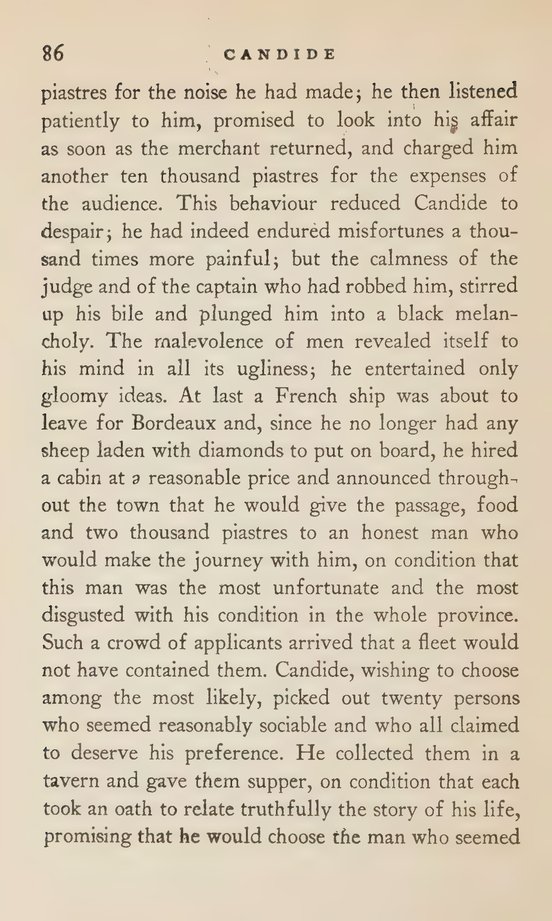 86
CANDIDE
piastres for the noise he had made; he then listened
patiently to him, promised to look into his affair
as soon as the merchant returned, and charged him
another ten thousand piastres for the expenses of
the audience. This behaviour reduced Candide to
despair; he had indeed endured misfortunes a thou-
sand times more painful; but the calmness of the
judge and of the captain who had robbed him, stirred
up his bile and plunged him into a black melan-
choly. The malevolence of men revealed itself to
his mind in all its ugliness; he entertained only
gloomy ideas. At last a French ship was about to
leave for Bordeaux and, since he no longer had any
sheep laden with diamonds to put on board, he hired
a cabin at a reasonable price and announced through-
out the town that he would give the passage, food
and two thousand piastres to an honest man who
would make the journey with him, on condition that
this man was the most unfortunate and the most
disgusted with his condition in the whole province.
Such a crowd of applicants arrived that a fleet would
not have contained them. Candide, wishing to choose
among the most likely, picked out twenty persons
who seemed reasonably sociable and who all claimed
to deserve his preference. He collected them in a
tavern and gave them supper, on condition that each
took an oath to relate truthfully the story of his life,
promising that he would choose the man who seemed